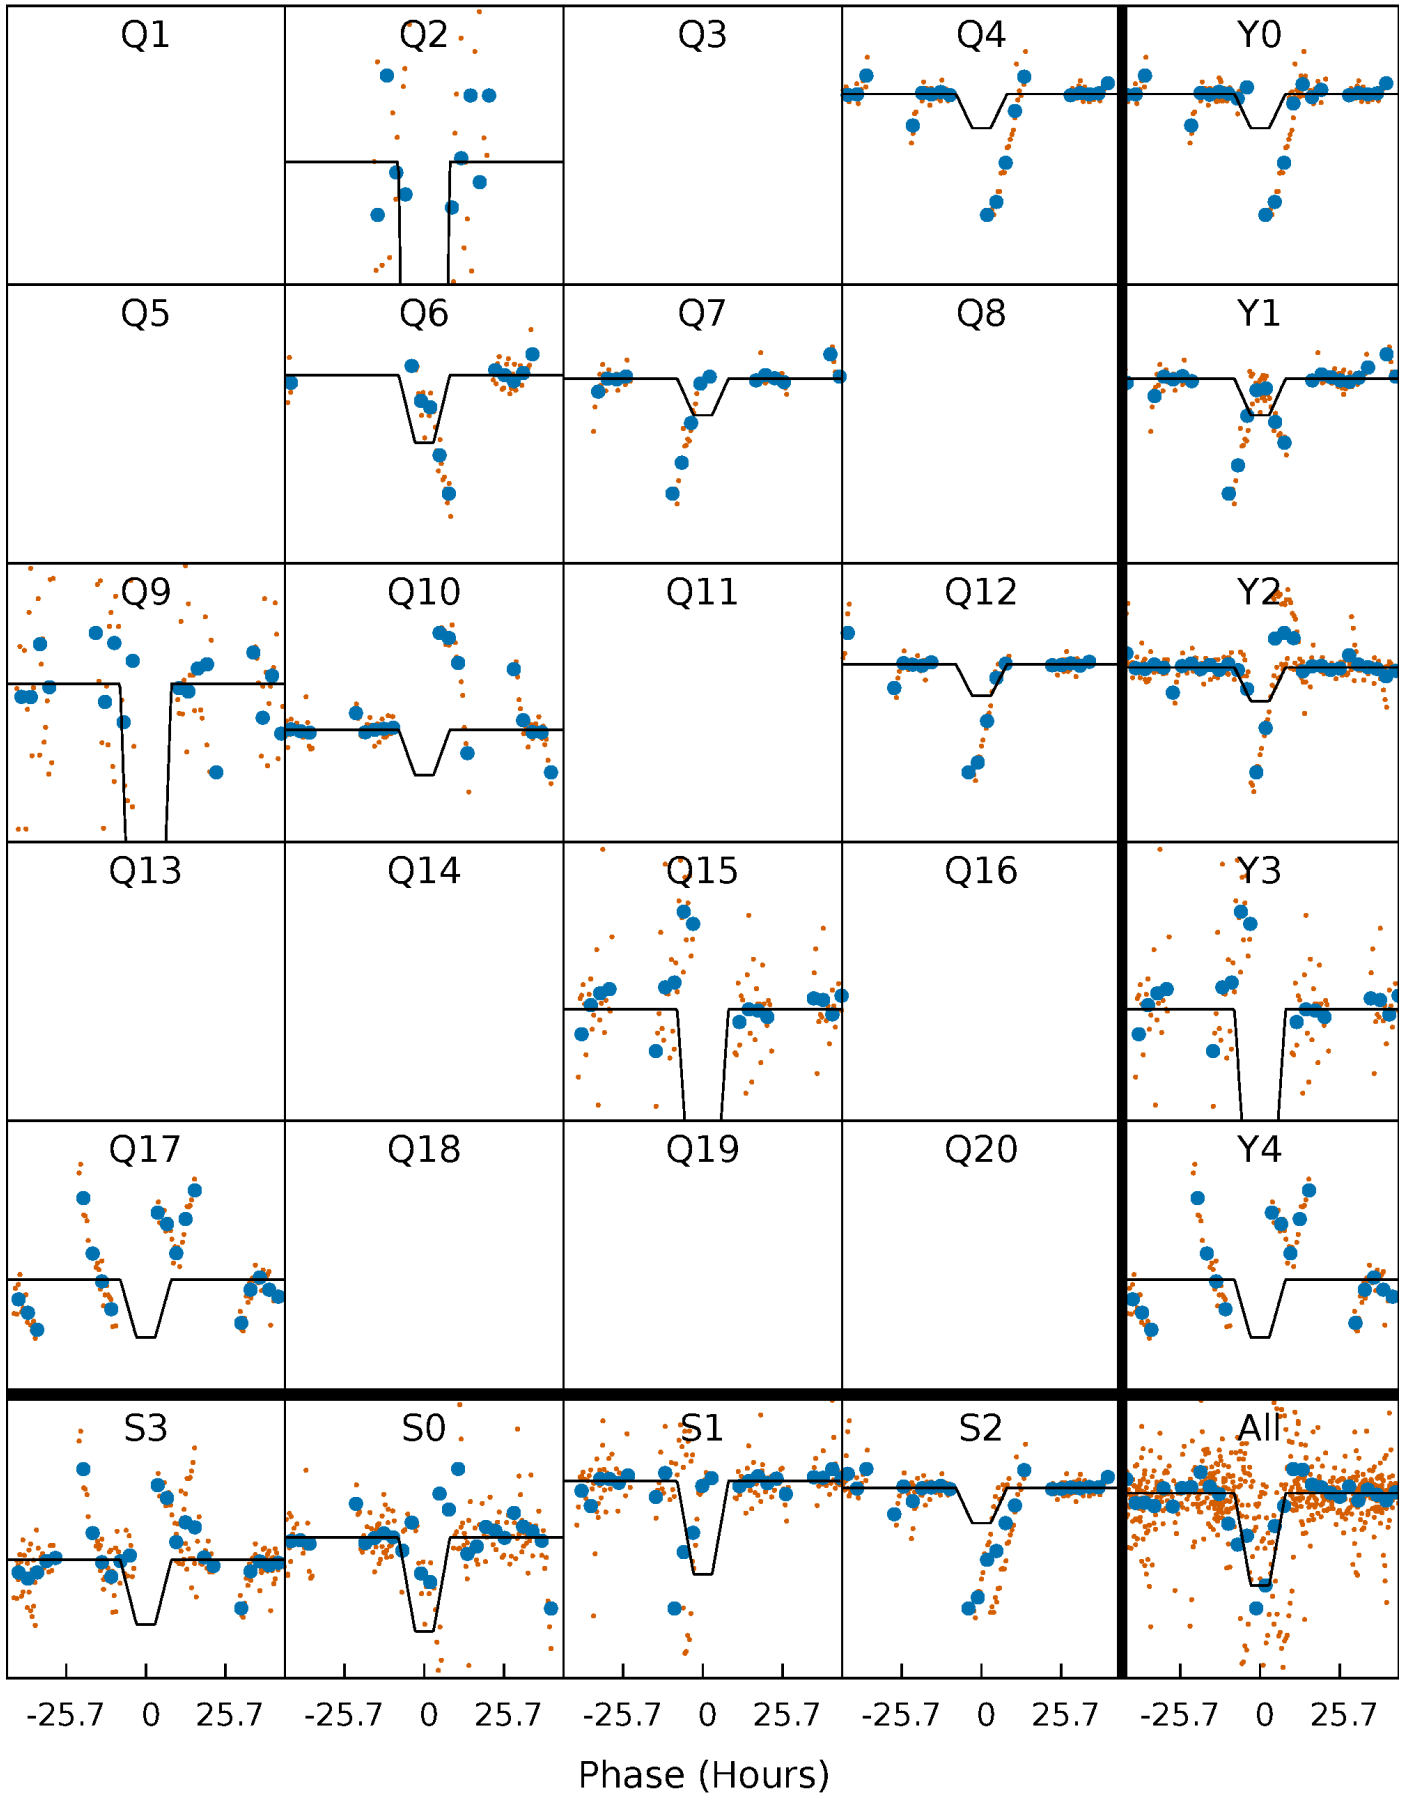 Q1 Q2 Q3 Q4 Y0
Q5 Q6 Q7 Q8 Y1
Q9 Q10 Q11 Q12 Y2
Q13 Q14 Q15 Q16 Y3
Q17 Q18 Q19 Q20 Y4
S3 S0 S1 S2 All
-25.7 0 25.7 -25.7 0 25.7 -25.7 0 25.7 -25.7 0 25.7 -25.7 0 25.7
Phase (Hours)